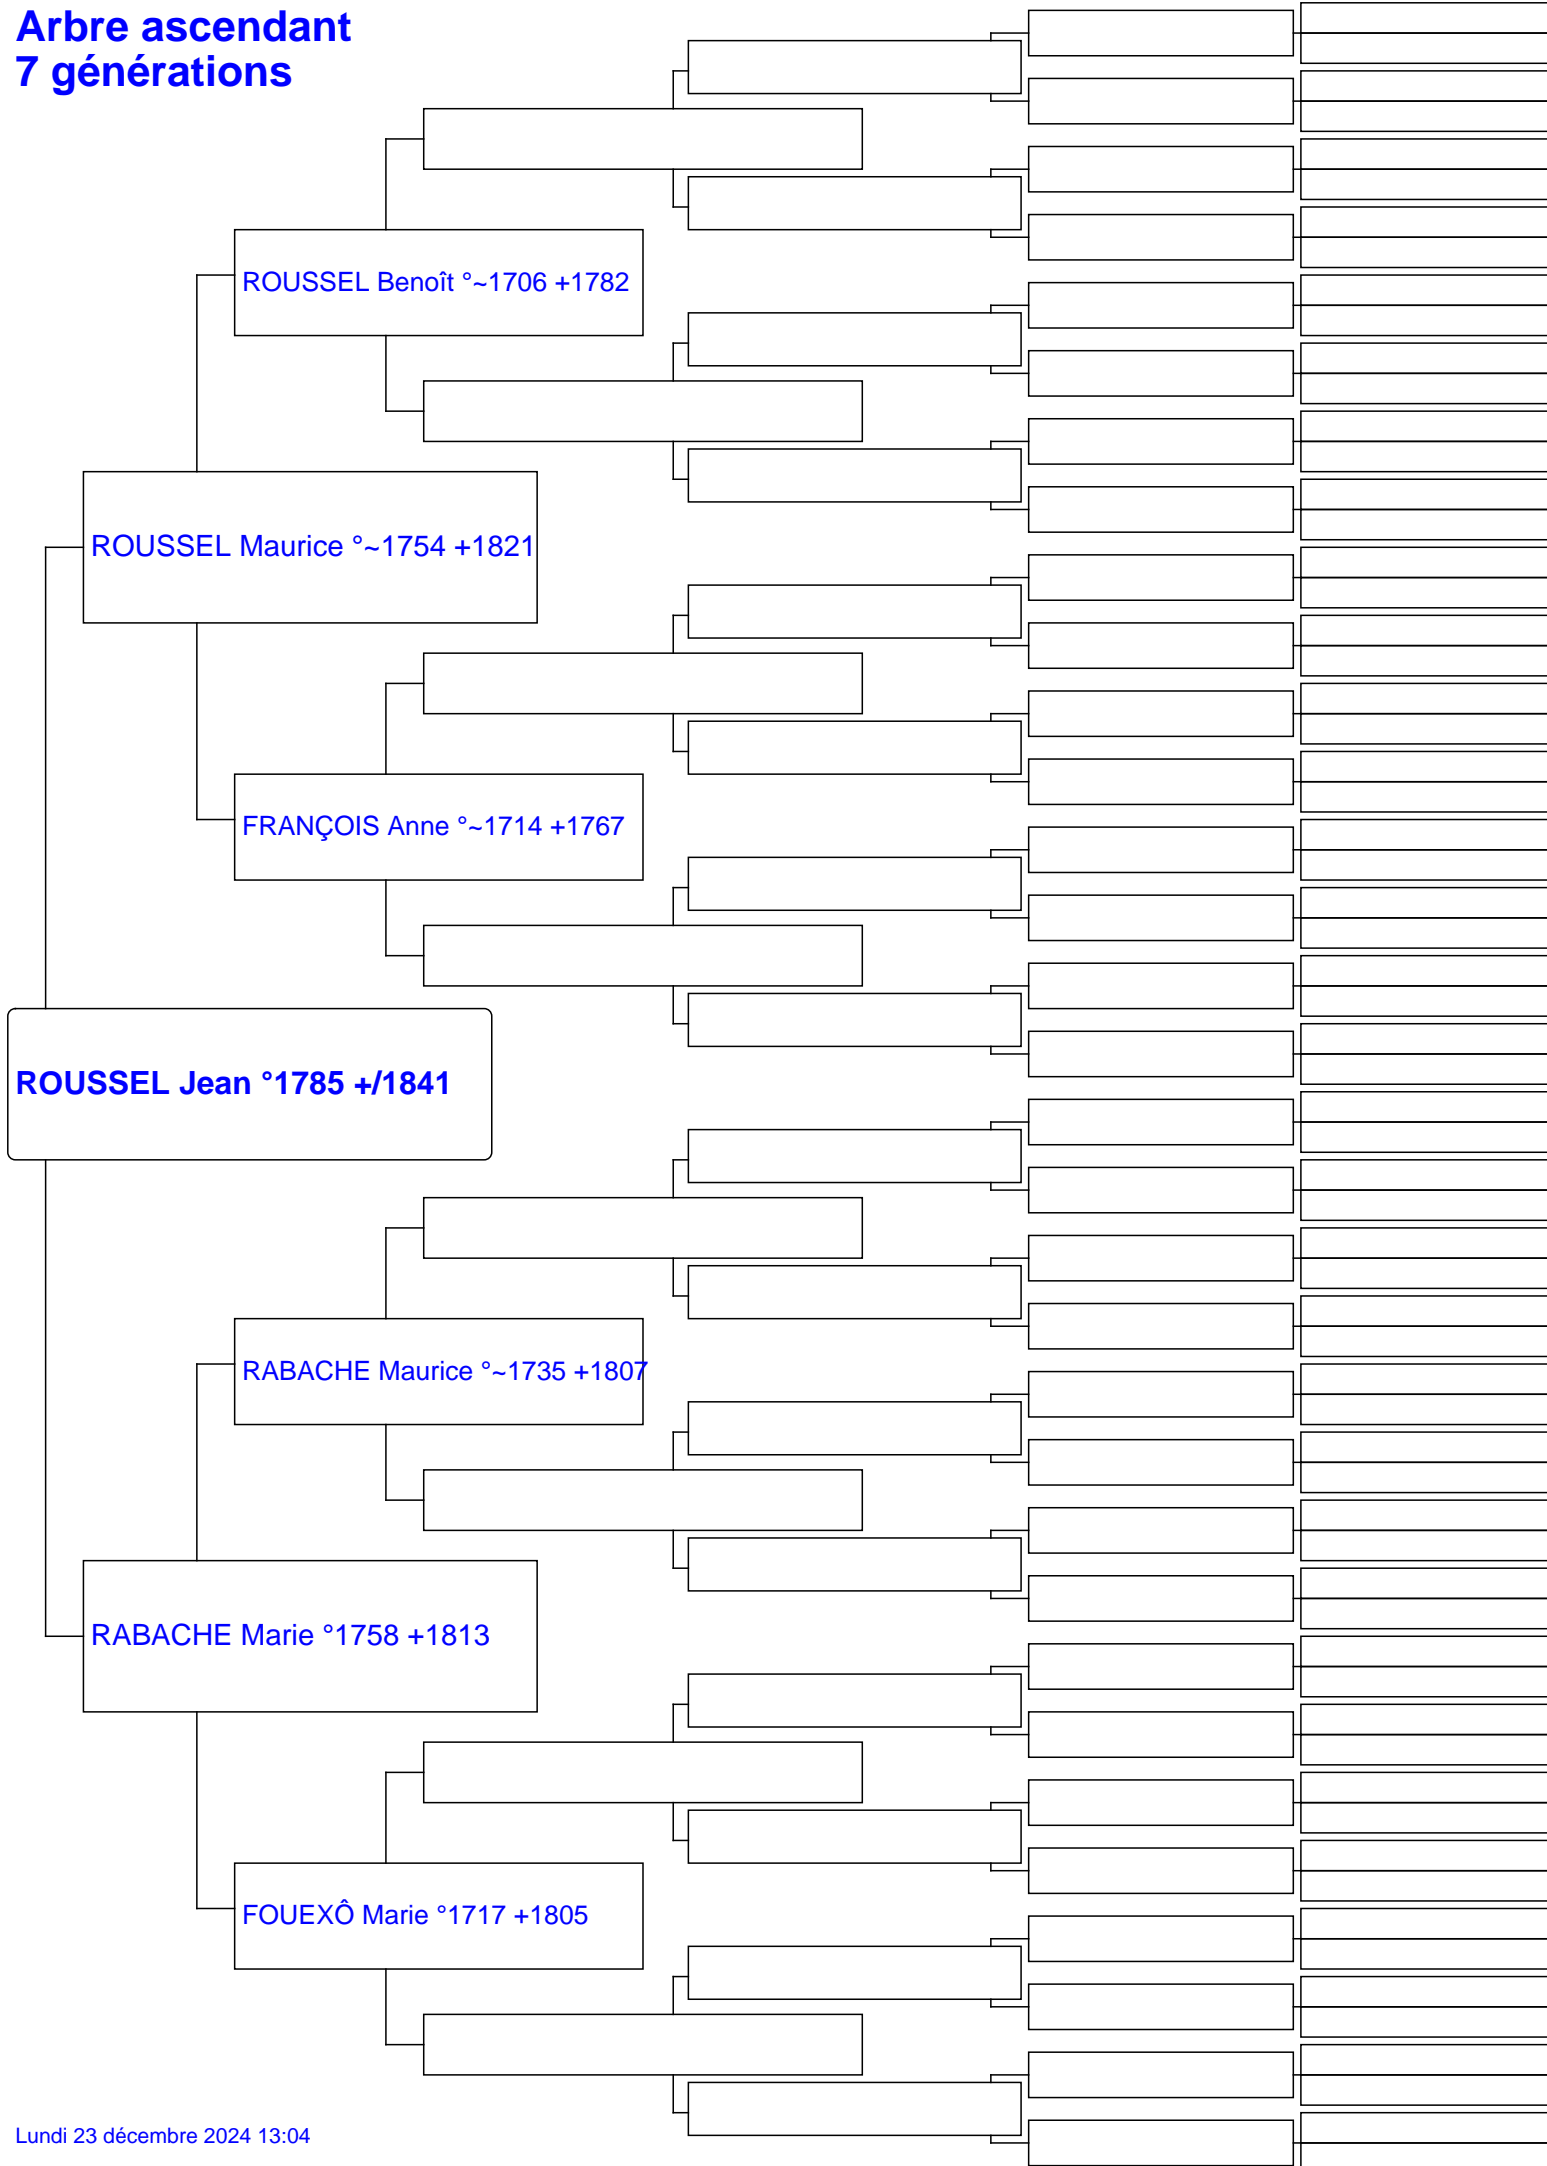 Arbre ascendant
7 générations
ROUSSEL Benoît °~1706 +1782
ROUSSEL Maurice °~1754 +1821
FRANÇOIS Anne °~1714 +1767
ROUSSEL Jean °1785 +/1841
RABACHE Maurice °~1735 +1807
RABACHE Marie °1758 +1813
FOUEXÔ Marie °1717 +1805
Lundi 23 décembre 2024 13:04